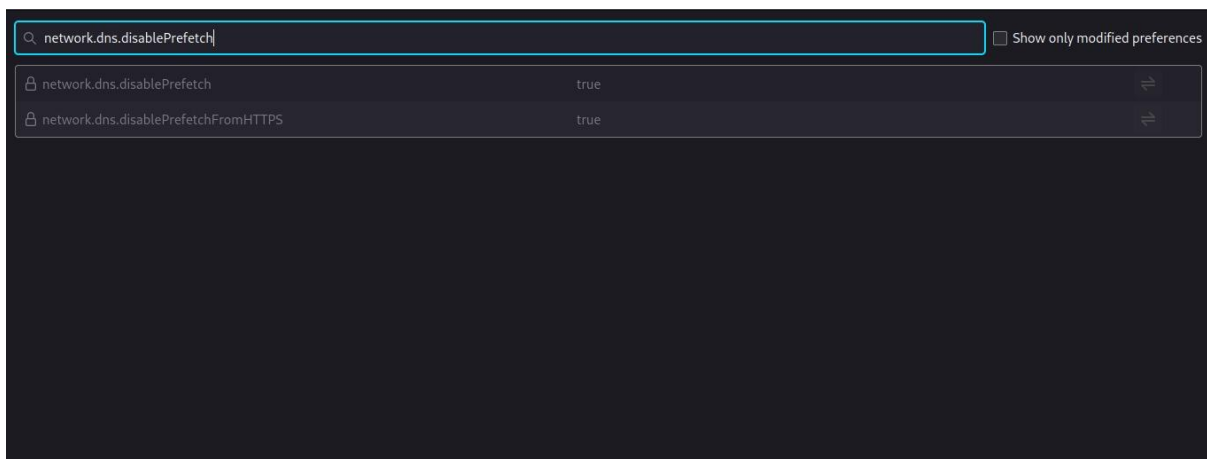 network.dns.disablePrefetch
Show only modified preferences
network.dns.disablePrefetch true
network.dns.disablePrefetchFromHTTPS true